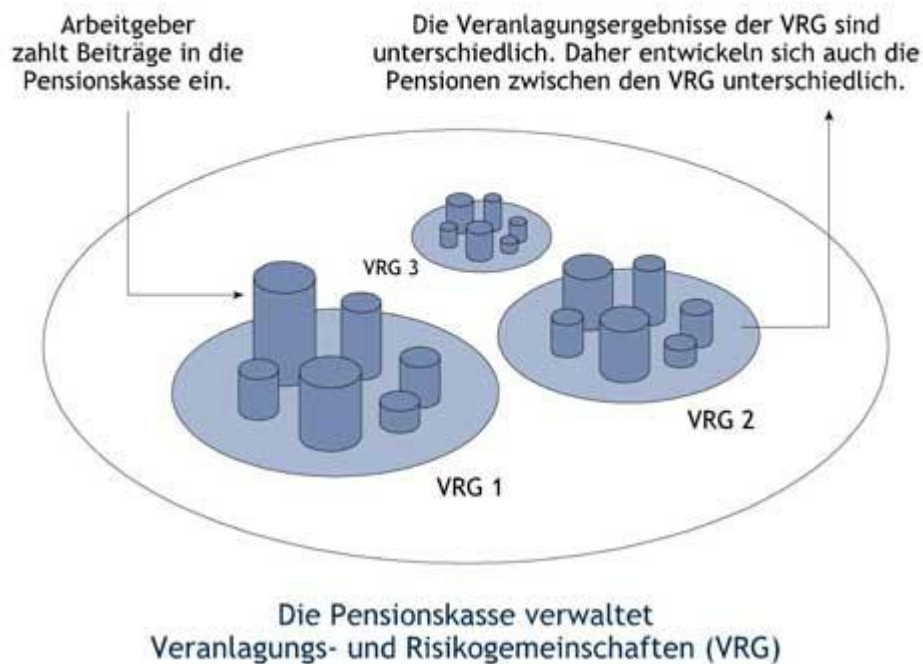 Arbeitgeber
zahlt Beiträge in die
Pensionskasse ein.
Die Veranlagungsergebnisse der VRG sind
unterschiedlich. Daher entwickeln sich auch die
Pensionen zwischen den VRG unterschiedlich.
VRG 3
VRG 2
VRG 1
Die Pensionskasse verwaltet
Veranlagungs- und Risikogemeinschaften (VRG)